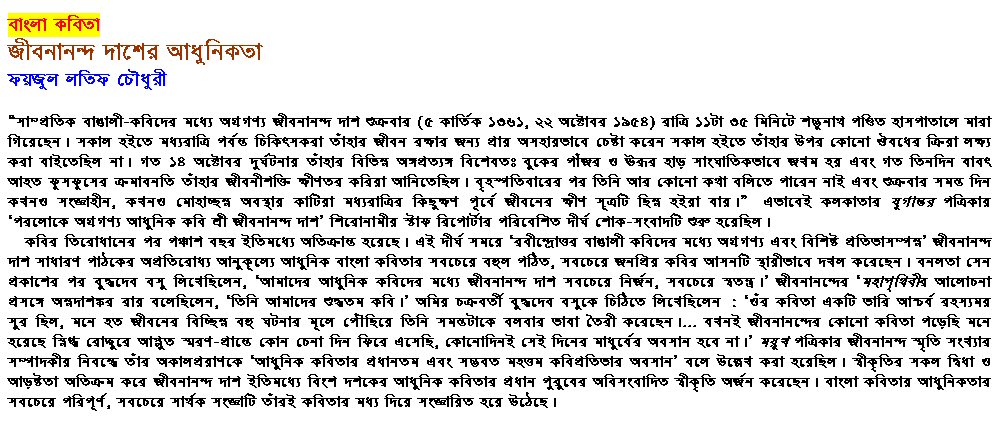 বাংলা কবিতা
জীবনানন্দ দাশের আধুনিকতা
ফয়জুল লতিফ চৌধুরী
“সাম্প্রতিক বাঙালী-কবিদের মধ্যে অগ্রগণ্য জীবনানন্দ দাশ শুক্রবার (৫ কার্তিক ১৩৬১, ২২ অক্টোবর ১৯৫৪) রাত্রি ১১টা ৩৫ মিনিটে শম্ভুনাথ পণ্ডিত হাসপাতালে মারা
গিয়েছেন। সকাল হইতে মধ্যরাত্রি পর্যন্ত চিকিৎসকরা তাঁহার জীবন রক্ষার জন্য প্রায় অসহায়ভাবে চেষ্টা করেন সকাল হইতে তাঁহার উপর কোনো ঔষধের ক্রিয়া লক্ষ্য
করা যাইতেছিল না। গত ১৪ অক্টোবর দুর্ঘটনার তাঁহার বিভিন্ন অঙ্গপ্রত্যঙ্গ বিশেষতঃ বুকের পাঁজর ও ঊরুর হাড় সাংঘাতিকভাবে জখম হয় এবং গত তিনদিন যাবৎ
আহত ফুসফুসের ক্রমাবনতি তাঁহার জীবনীশক্তি ক্ষীণতর করিয়া আনিতেছিল। বৃহস্পতিবারের পর তিনি আর কোনো কথা বলিতে পারেন নাই এবং শুক্রবার সমস্ত দিন
কখনও সংজ্ঞাহীন, কখনও মোহাচ্ছন্ন অবস্থায় কাটিয়া মধ্যরাত্রির কিছুক্ষণ পূর্বে জীবনের ক্ষীণ সূত্রটি ছিন্ন হইয়া যায়।” এভাবেই কলকাতার যুগান্তর পত্রিকার
‘পরলোকে অগ্রগণ্য আধুনিক কবি শ্রী জীবনানন্দ দাশ’ শিরোনামীয় স্টাফ রিপোর্টার পরিবেশিত দীর্ঘ শোক-সংবাদটি শুরু হয়েছিল।
কবির তিরোধানের পর পঞ্চাশ বছর ইতিমধ্যে অতিক্রান্ত হয়েছে। এই দীর্ঘ সময়ে ‘রবীন্দ্রোত্তর বাঙালী কবিদের মধ্যে অগ্রগণ্য এবং বিশিষ্ট প্রতিভাসম্পন্ন’ জীবনানন্দ
দাশ সাধারণ পাঠকের অপ্রতিরোধ্য আনুকূল্যে আধুনিক বাংলা কবিতার সবচেয়ে বহুল পঠিত, সবচেয়ে জনপ্রিয় কবির আসনটি স্থায়ীভাবে দখল করেছেন। বনলতা সেন
প্রকাশের পর বুদ্ধদেব বসু লিখেছিলেন, ‘আমাদের আধুনিক কবিদের মধ্যে জীবনানন্দ দাশ সবচেয়ে নির্জন, সবচেয়ে স্বতন্ত্র।’ জীবনানন্দের ‘মহাপৃথিবীর আলোচনা
প্রসঙ্গে অন্নদাশঙ্কর রায় বলেছিলেন, ‘তিনি আমাদের শুদ্ধতম কবি।’ অমিয় চক্রবর্তী বুদ্ধদেব বসুকে চিঠিতে লিখেছিলেন : ‘ওঁর কবিতা একটি ভারি আশ্চর্য রহস্যময়
সুর ছিল, মনে হত জীবনের বিচ্ছিন্ন বহু ঘটনার মূলে পৌঁছিয়ে তিনি সমস্তটাকে বলবার ভাষা তৈরী করেছেন।... যখনই জীবনানন্দের কোনো কবিতা পড়েছি মনে
হয়েছে স্নিগ্ধ রোদ্দুরে আপ্লুত স্মরণ-প্রান্তে কোন চেনা দিন ফিরে এসেছি, কোনোদিনই সেই দিনের মাধুর্যের অবসান হবে না।’ ময়ূখ পত্রিকার জীবনানন্দ স্মৃতি সংখ্যার
সম্পাদকীয় নিবন্ধে তাঁর অকালপ্রয়াণকে ‘আধুনিক কবিতার প্রধানতম এবং সম্ভবত মহত্তম কবিপ্রতিভার অবসান’ বলে উল্লেখ করা হয়েছিল। স্বীকৃতির সকল দ্বিধা ও
আড়ষ্টতা অতিক্রম করে জীবনানন্দ দাশ ইতিমধ্যে বিংশ দশকের আধুনিক কবিতার প্রধান পুরুষের অবিসংবাদিত স্বীকৃতি অর্জন করেছেন। বাংলা কবিতার আধুনিকতার
সবচেয়ে পরিপূর্ণ, সবচেয়ে সার্থক সংজ্ঞাটি তাঁরই কবিতার মধ্য দিয়ে সংজ্ঞায়িত হয়ে উঠেছে।